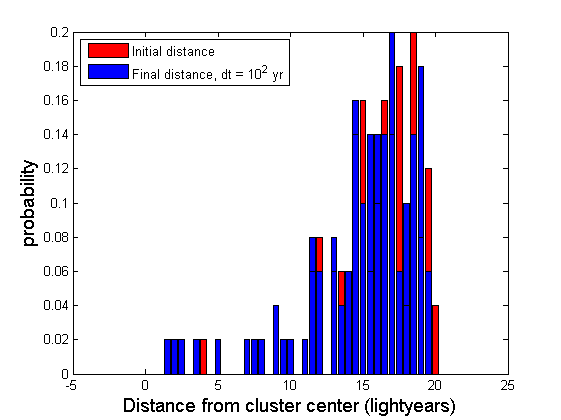 Initial distance
Final distance, dt = 10² yr
0.2
0.18
0.16
0.14
0.12
0.1
0.08
0.06
0.04
0.02
0
probability
-5 0 5 10 15 20 25
Distance from cluster center (lightyears)